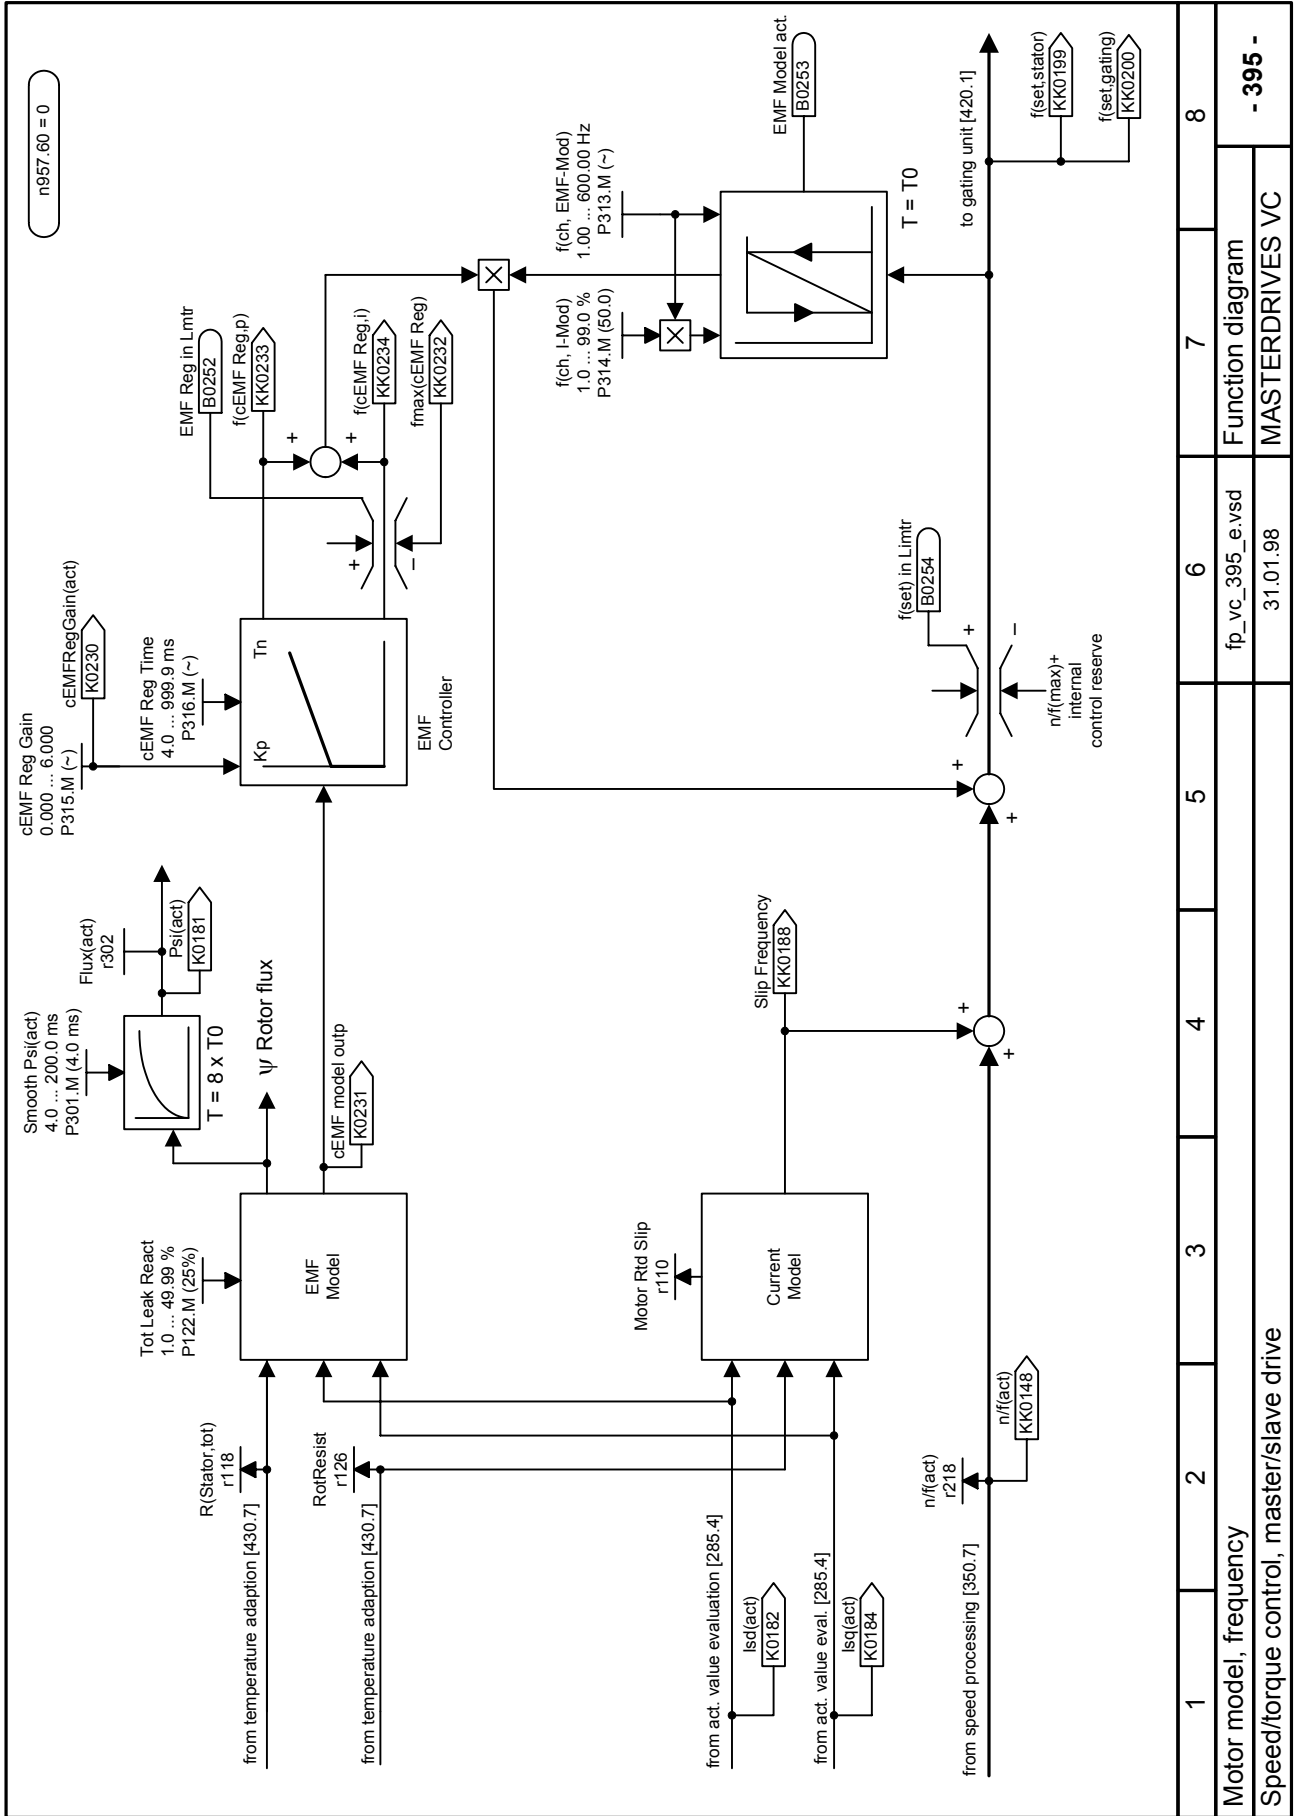 n957.60 = 0
cEMF Reg Gain
0.000 ... 6.000
P315.M (~)
cEMFRegGain(act)
K0230
cEMF Reg Time
4.0 ... 999.9 ms
P316.M (~)
Kp
Tn
EMF
Controller
EMF Reg in Lmtr
B0252
f(cEMF Reg,p)
KK0233
+
+
f(cEMF Reg,i)
KK0234
fmax(cEMF Reg)
KK0232
+
–
Smooth Psi(act)
4.0 ... 200.0 ms
P301.M (4.0 ms)
Flux(act)
r302
Psi(act)
K0181
T = 8 x T0
ψ Rotor flux
cEMF model outp
K0231
Tot Leak React
1.0 ... 49.99 %
P122.M (25%)
EMF
Model
R(Stator,tot)
r118
from temperature adaption [430.7]
RotResist
r126
from temperature adaption [430.7]
f(ch, I-Mod)
1.0 ... 99.0 %
P314.M (50.0)
f(ch, EMF-Mod)
1.00 ... 600.00 Hz
P313.M (~)
EMF Model act.
B0253
T = T0
Motor Rtd Slip
r110
Current
Model
Slip Frequency
KK0188
from act. value evaluation [285.4]
Isd(act)
K0182
from act. value eval. [285.4]
Isq(act)
K0184
from speed processing [350.7]
n/f(act)
r218
n/f(act)
KK0148
+
+
+
+
f(set) in Limtr
B0254
+
–
n/f(max)+
internal
control reserve
to gating unit [420.1]
f(set,stator)
KK0199
f(set,gating)
KK0200
1 2 3 4 5 6 7 8
Motor model, frequency
fp_vc_395_e.vsd
Function diagram
- 395 -
Speed/torque control, master/slave drive
31.01.98
MASTERDRIVES VC